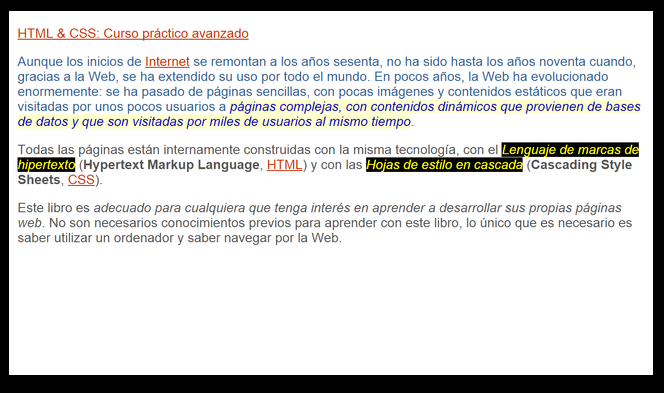 HTML & CSS: Curso práctico avanzado
Aunque los inicios de Internet se remontan a los años sesenta, no ha sido hasta los años noventa cuando,
gracias a la Web, se ha extendido su uso por todo el mundo. En pocos años, la Web ha evolucionado
enormemente: se ha pasado de páginas sencillas, con pocas imágenes y contenidos estáticos que eran
visitadas por unos pocos usuarios a páginas complejas, con contenidos dinámicos que provienen de bases
de datos y que son visitadas por miles de usuarios al mismo tiempo.
Todas las páginas están internamente construidas con la misma tecnología, con el Lenguaje de marcas de
hipertexto (Hypertext Markup Language, HTML) y con las Hojas de estilo en cascada (Cascading Style
Sheets, CSS).
Este libro es adecuado para cualquiera que tenga interés en aprender a desarrollar sus propias páginas
web. No son necesarios conocimientos previos para aprender con este libro, lo único que es necesario es
saber utilizar un ordenador y saber navegar por la Web.